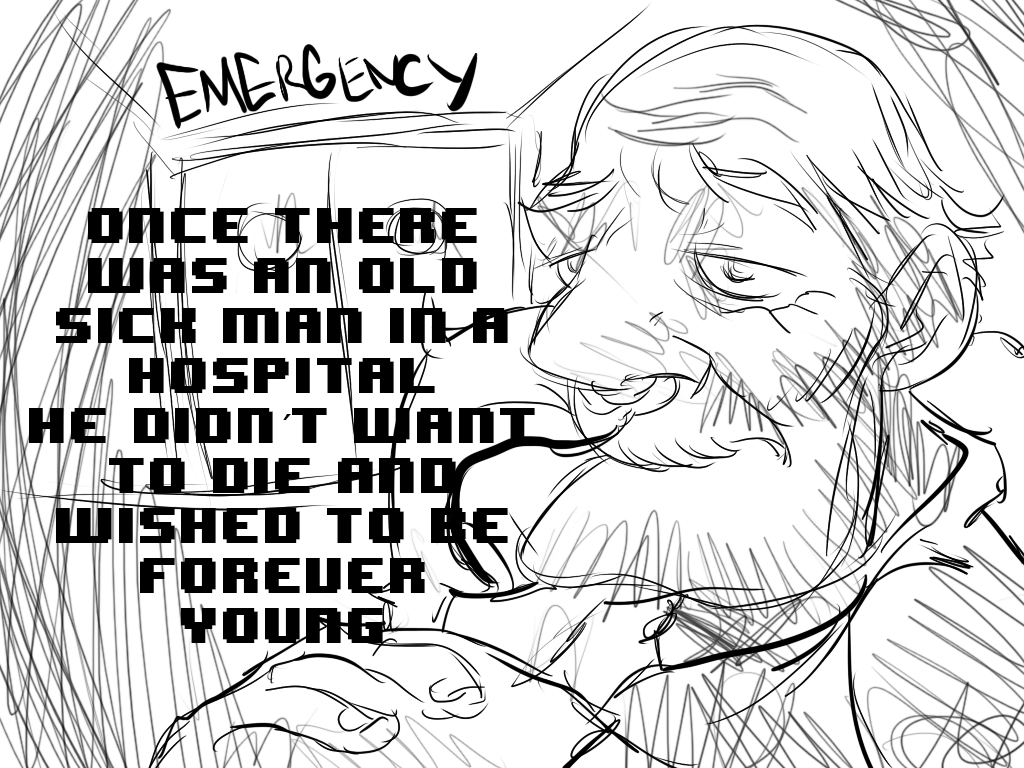 EMERGENCY
ONCE THERE
WAS AN OLD
SICK MAN IN A
HOSPITAL
HE DIDN'T WANT
TO DIE AND
WISHED TO BE
FOREVER
YOUNG